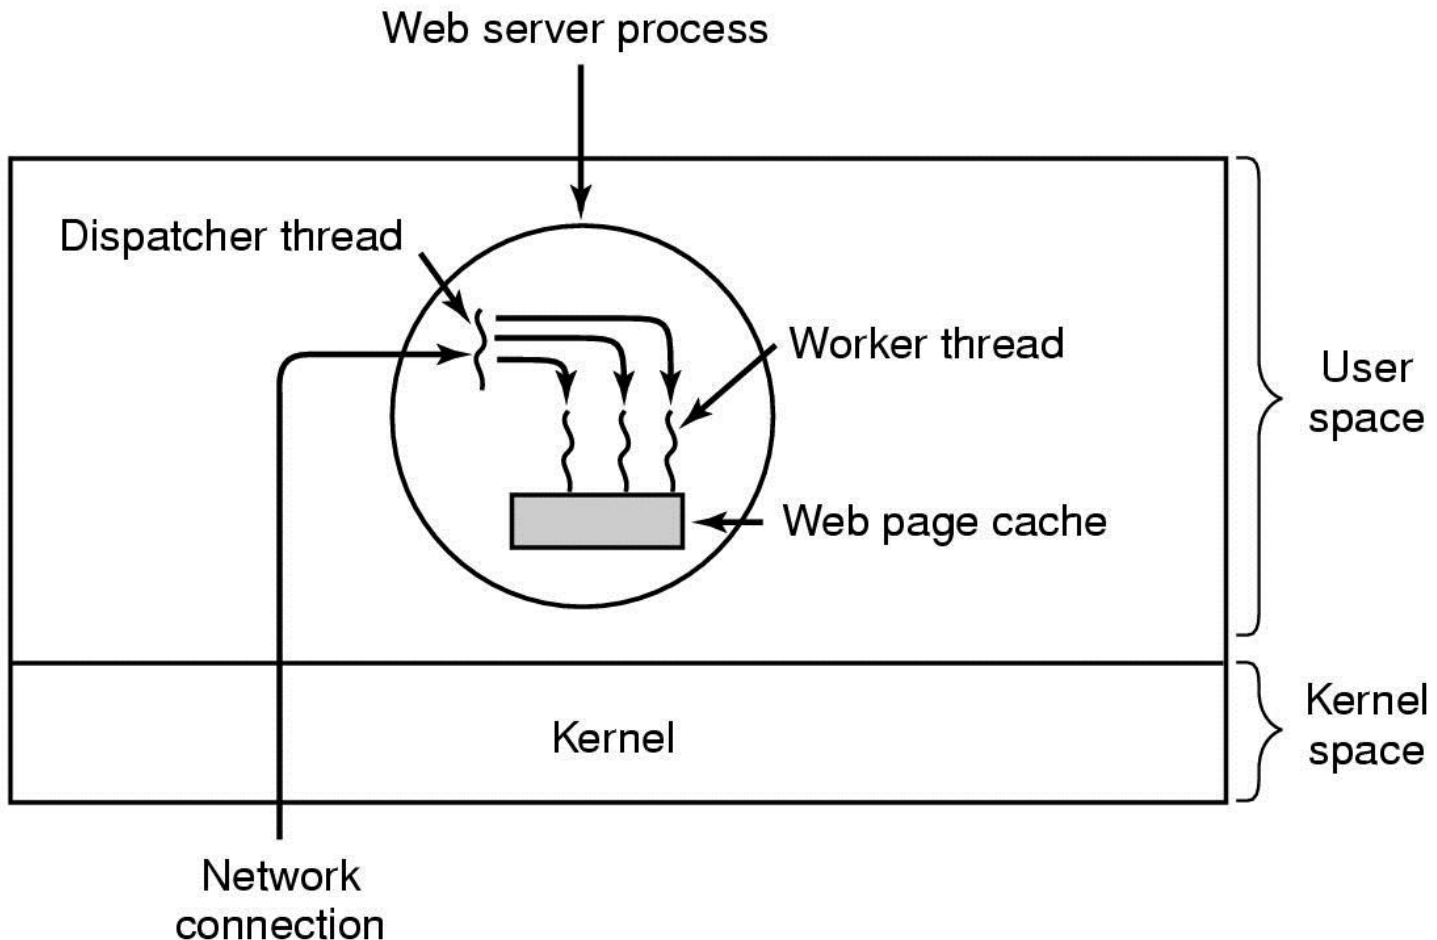 Web server process
Dispatcher thread
Worker thread
User
space
Web page cache
Kernel
Kernel
space
Network
connection